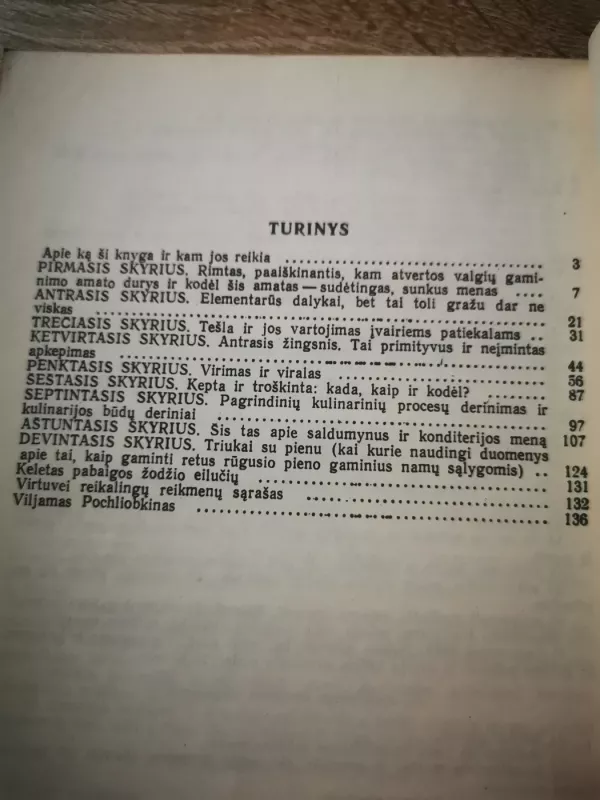 TURINYS
Apie ką ši knyga ir kam jos reikia .......... 3
PIRMASIS SKYRIUS. Rimtas, paaiškinantis, kam atvertos valgių gami-
nimo amato durys ir kodėl šis amatas — sudėtingas, sunkus menas .... 7
ANTRASIS SKYRIUS. Elementarūs dalykai, bet tai toli gražu dar ne
viskas .......... 21
TREČIASIS SKYRIUS. Tešla ir jos vartojimas įvairiems patiekalams .. 31
KETVIRTASIS SKYRIUS. Antrasis žingsnis. Tai primityvus ir neįmintas
apkepimas .......... 44
PENKTASIS SKYRIUS. Virimas ir viralas .......... 56
ŠEŠTASIS SKYRIUS. Kepta ir troškinta: kada, kaip ir kodėl? .......... 87
SEPTINTASIS SKYRIUS. Pagrindinių kulinarinių procesų derinimas ir
kulinarijos būdų deriniai .......... 97
AŠTUNTASIS SKYRIUS. Šis tas apie saldumynus ir konditerijos meną 107
DEVINTASIS SKYRIUS. Triukai su pienu (kai kurie naudingi duomenys
apie tai, kaip gaminti retus rūgusio pieno gaminius namų sąlygomis) .. 124
Keletas pabaigos žodžio eilučių .......... 131
Virtuvei reikalingų reikmenų sąrašas .......... 132
Viljamas Pochliobkinas .......... 136